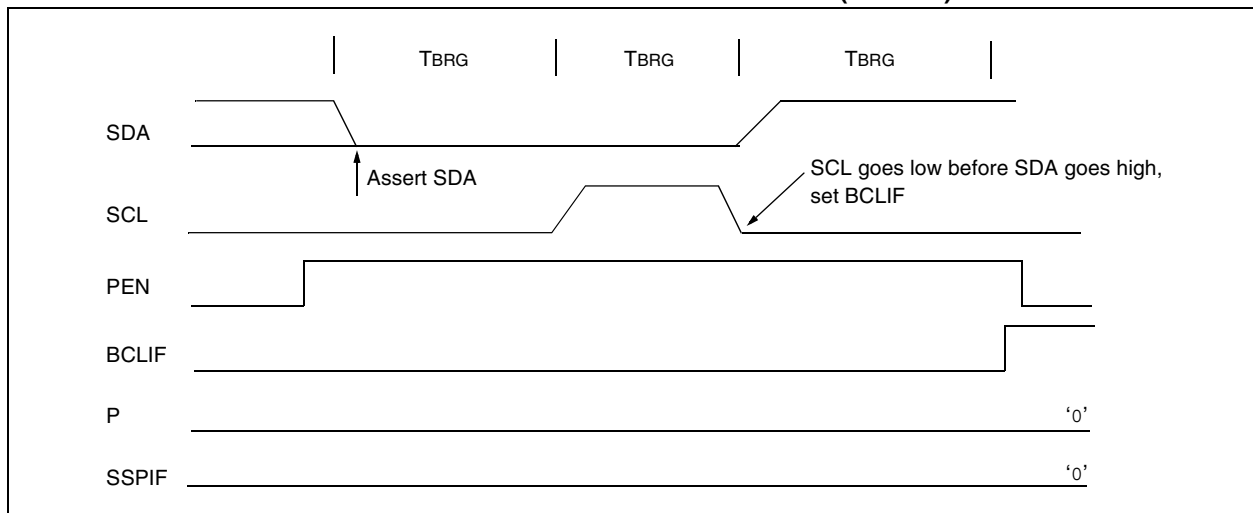 TBRG TBRG TBRG
SDA
Assert SDA
SCL goes low before SDA goes high,
set BCLIF
SCL
PEN
BCLIF
P
‘0’
SSPIF
‘0’